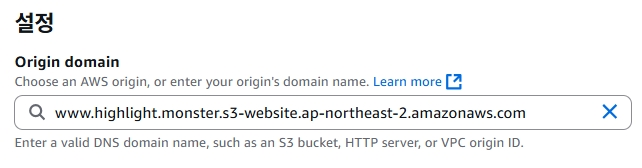 설정
Origin domain
Choose an AWS origin, or enter your origin's domain name. Learn more
www.highlight.monster.s3-website.ap-northeast-2.amazonaws.com
Enter a valid DNS domain name, such as an S3 bucket, HTTP server, or VPC origin ID.